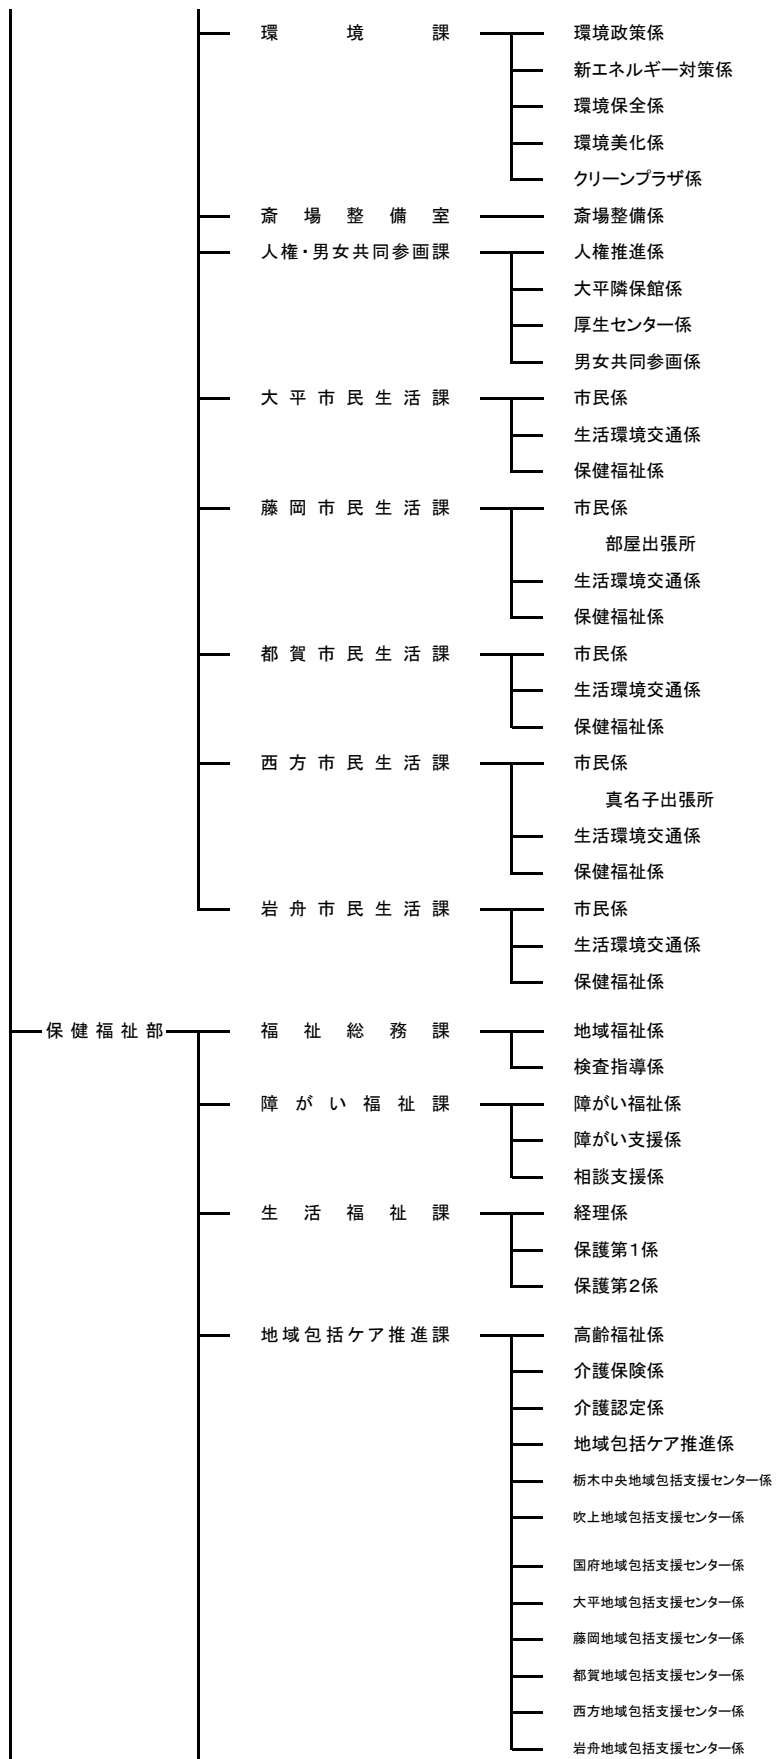 環境課 環境政策係
新エネルギー対策係
環境保全係
環境美化係
クリーンプラザ係
斎場整備室 斎場整備係
人権・男女共同参画課 人権推進係
大平隣保館係
厚生センター係
男女共同参画係
大平市民生活課 市民係
生活環境交通係
保健福祉係
藤岡市民生活課 市民係
部屋出張所
生活環境交通係
保健福祉係
都賀市民生活課 市民係
生活環境交通係
保健福祉係
西方市民生活課 市民係
真名子出張所
生活環境交通係
保健福祉係
岩舟市民生活課 市民係
生活環境交通係
保健福祉係
保健福祉部 福祉総務課 地域福祉係
検査指導係
障がい福祉課 障がい福祉係
障がい支援係
相談支援係
生活福祉課 経理係
保護第1係
保護第2係
地域包括ケア推進課 高齢福祉係
介護保険係
介護認定係
地域包括ケア推進係
栃木中央地域包括支援センター係
吹上地域包括支援センター係
国府地域包括支援センター係
大平地域包括支援センター係
藤岡地域包括支援センター係
都賀地域包括支援センター係
西方地域包括支援センター係
岩舟地域包括支援センター係